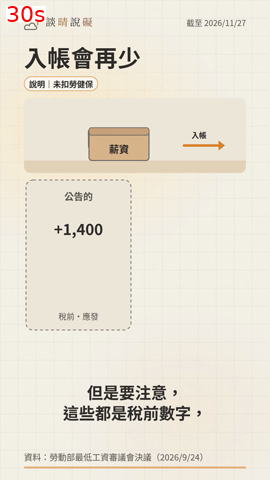 30s
談晴說礙
截至 2026/11/27
入帳會再少
說明｜未扣勞健保
薪資
入帳
公告的
+1,400
稅前・應發
但是要注意，
這些都是稅前數字，
資料：勞動部最低工資審議會決議（2026/9/24）